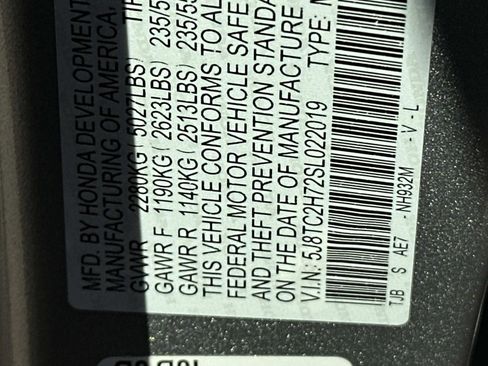 MFD. BY HONDA DEVELOPMENT
MANUFACTURING OF AMERICA,
GVWR 2280KG( 5027LBS) TIR
GAWR F 1190KG( 2623LBS) 235/5
GAWR R 1140KG( 2513LBS) 235/55
THIS VEHICLE CONFORMS TO AL
FEDERAL MOTOR VEHICLE SAFE
AND THEFT PREVENTION STANDA
ON THE DATE OF MANUFACTURE
V.I.N.: 5J8TC2H72SL022019 TYPE: M
TJB S AE7 - NH932M - V - L